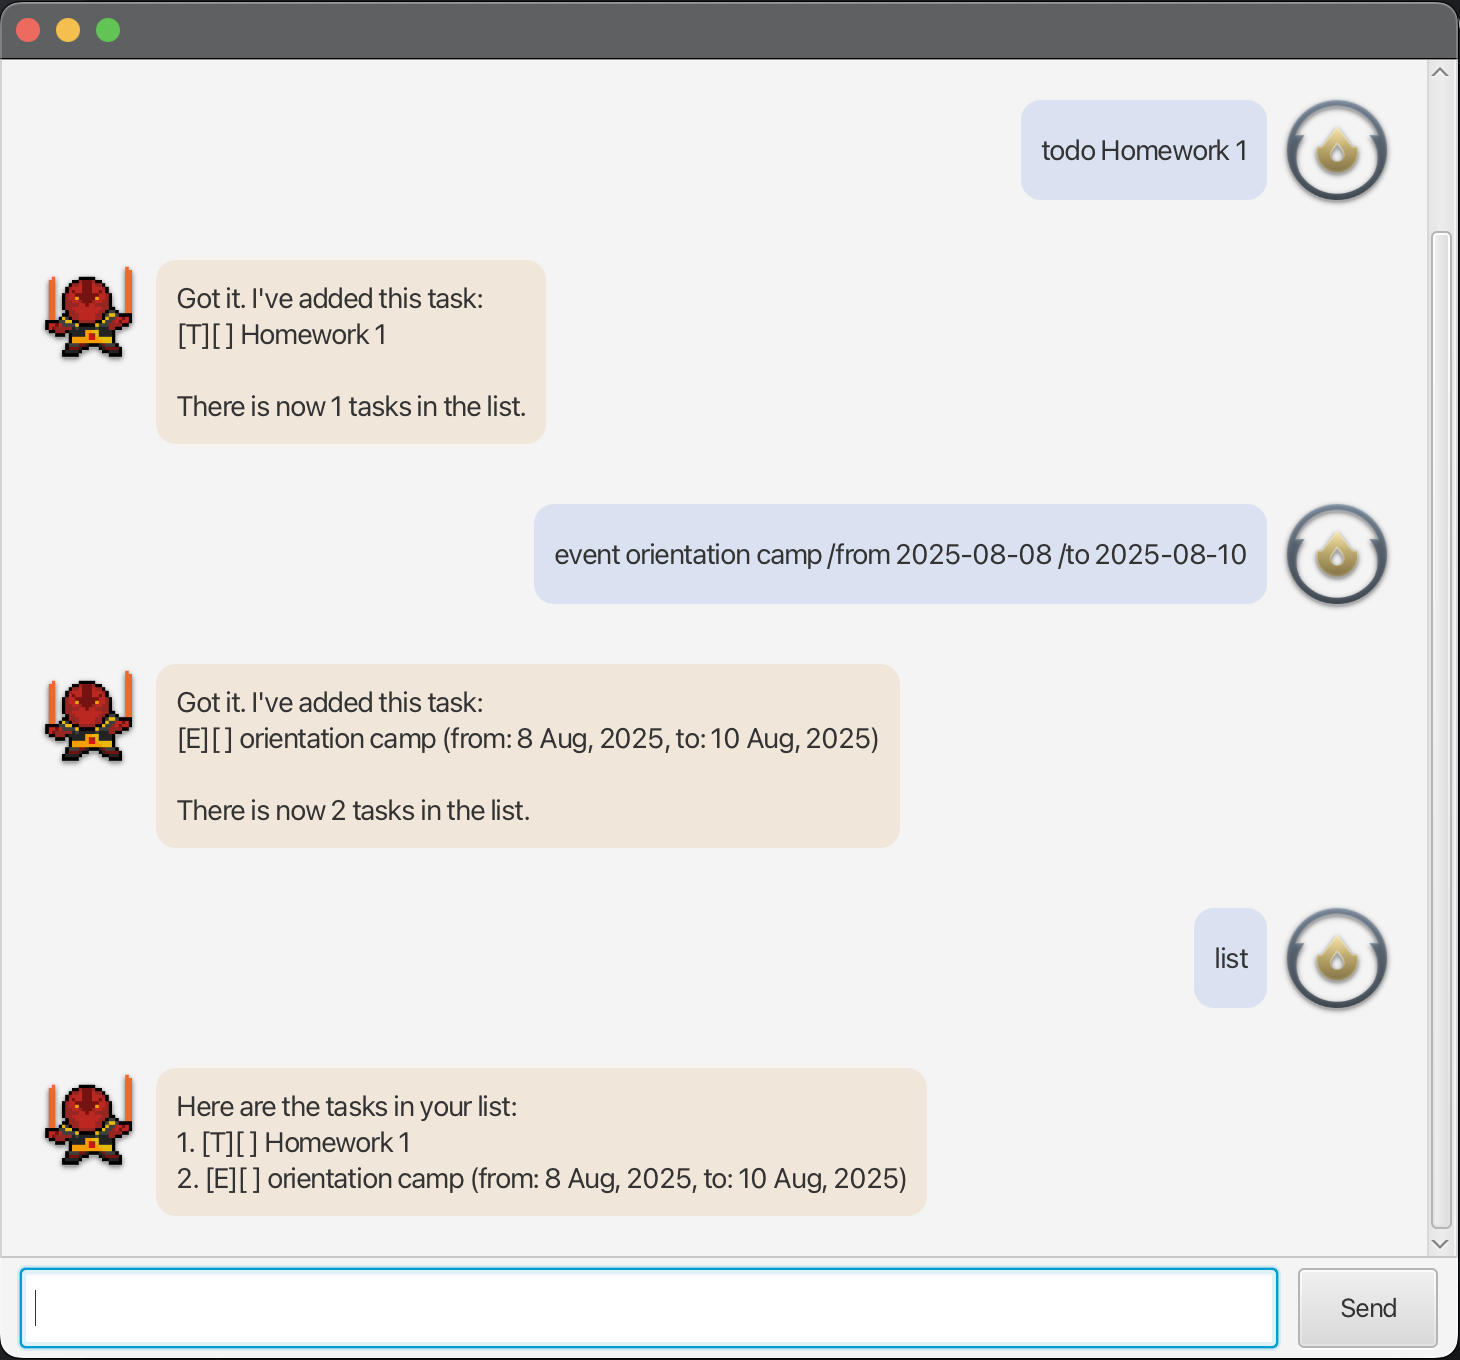 todo Homework 1
Got it. I've added this task:
[T][ ] Homework 1
There is now 1 tasks in the list.
event orientation camp /from 2025-08-08 /to 2025-08-10
Got it. I've added this task:
[E][ ] orientation camp (from: 8 Aug, 2025, to: 10 Aug, 2025)
There is now 2 tasks in the list.
list
Here are the tasks in your list:
1. [T][ ] Homework 1
2. [E][ ] orientation camp (from: 8 Aug, 2025, to: 10 Aug, 2025)
Send